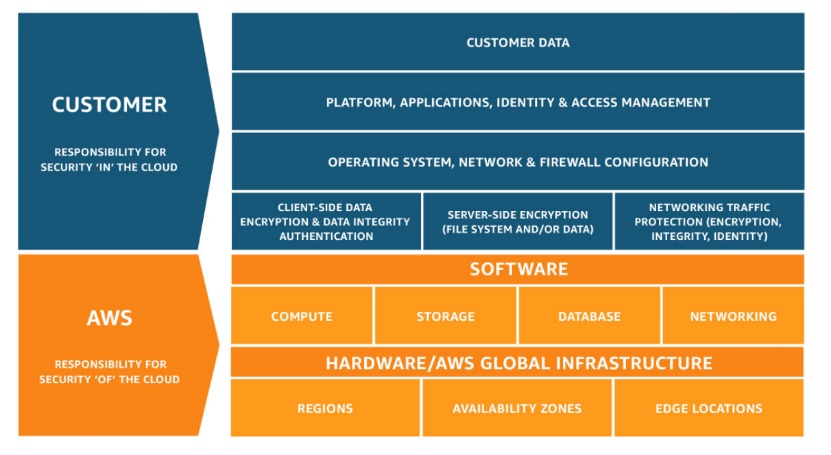 CUSTOMER
RESPONSIBILITY FOR
SECURITY ‘IN’ THE CLOUD
CUSTOMER DATA
PLATFORM, APPLICATIONS, IDENTITY & ACCESS MANAGEMENT
OPERATING SYSTEM, NETWORK & FIREWALL CONFIGURATION
CLIENT-SIDE DATA
ENCRYPTION & DATA INTEGRITY
AUTHENTICATION
SERVER-SIDE ENCRYPTION
(FILE SYSTEM AND/OR DATA)
NETWORKING TRAFFIC
PROTECTION (ENCRYPTION,
INTEGRITY, IDENTITY)
AWS
RESPONSIBILITY FOR
SECURITY ‘OF’ THE CLOUD
SOFTWARE
COMPUTE
STORAGE
DATABASE
NETWORKING
HARDWARE/AWS GLOBAL INFRASTRUCTURE
REGIONS
AVAILABILITY ZONES
EDGE LOCATIONS